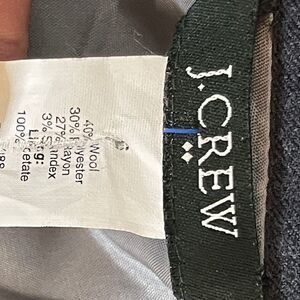 40% Wool
30% Polyester
27% Rayon
3% Spandex
Lining:
100% Acetate
J.CREW